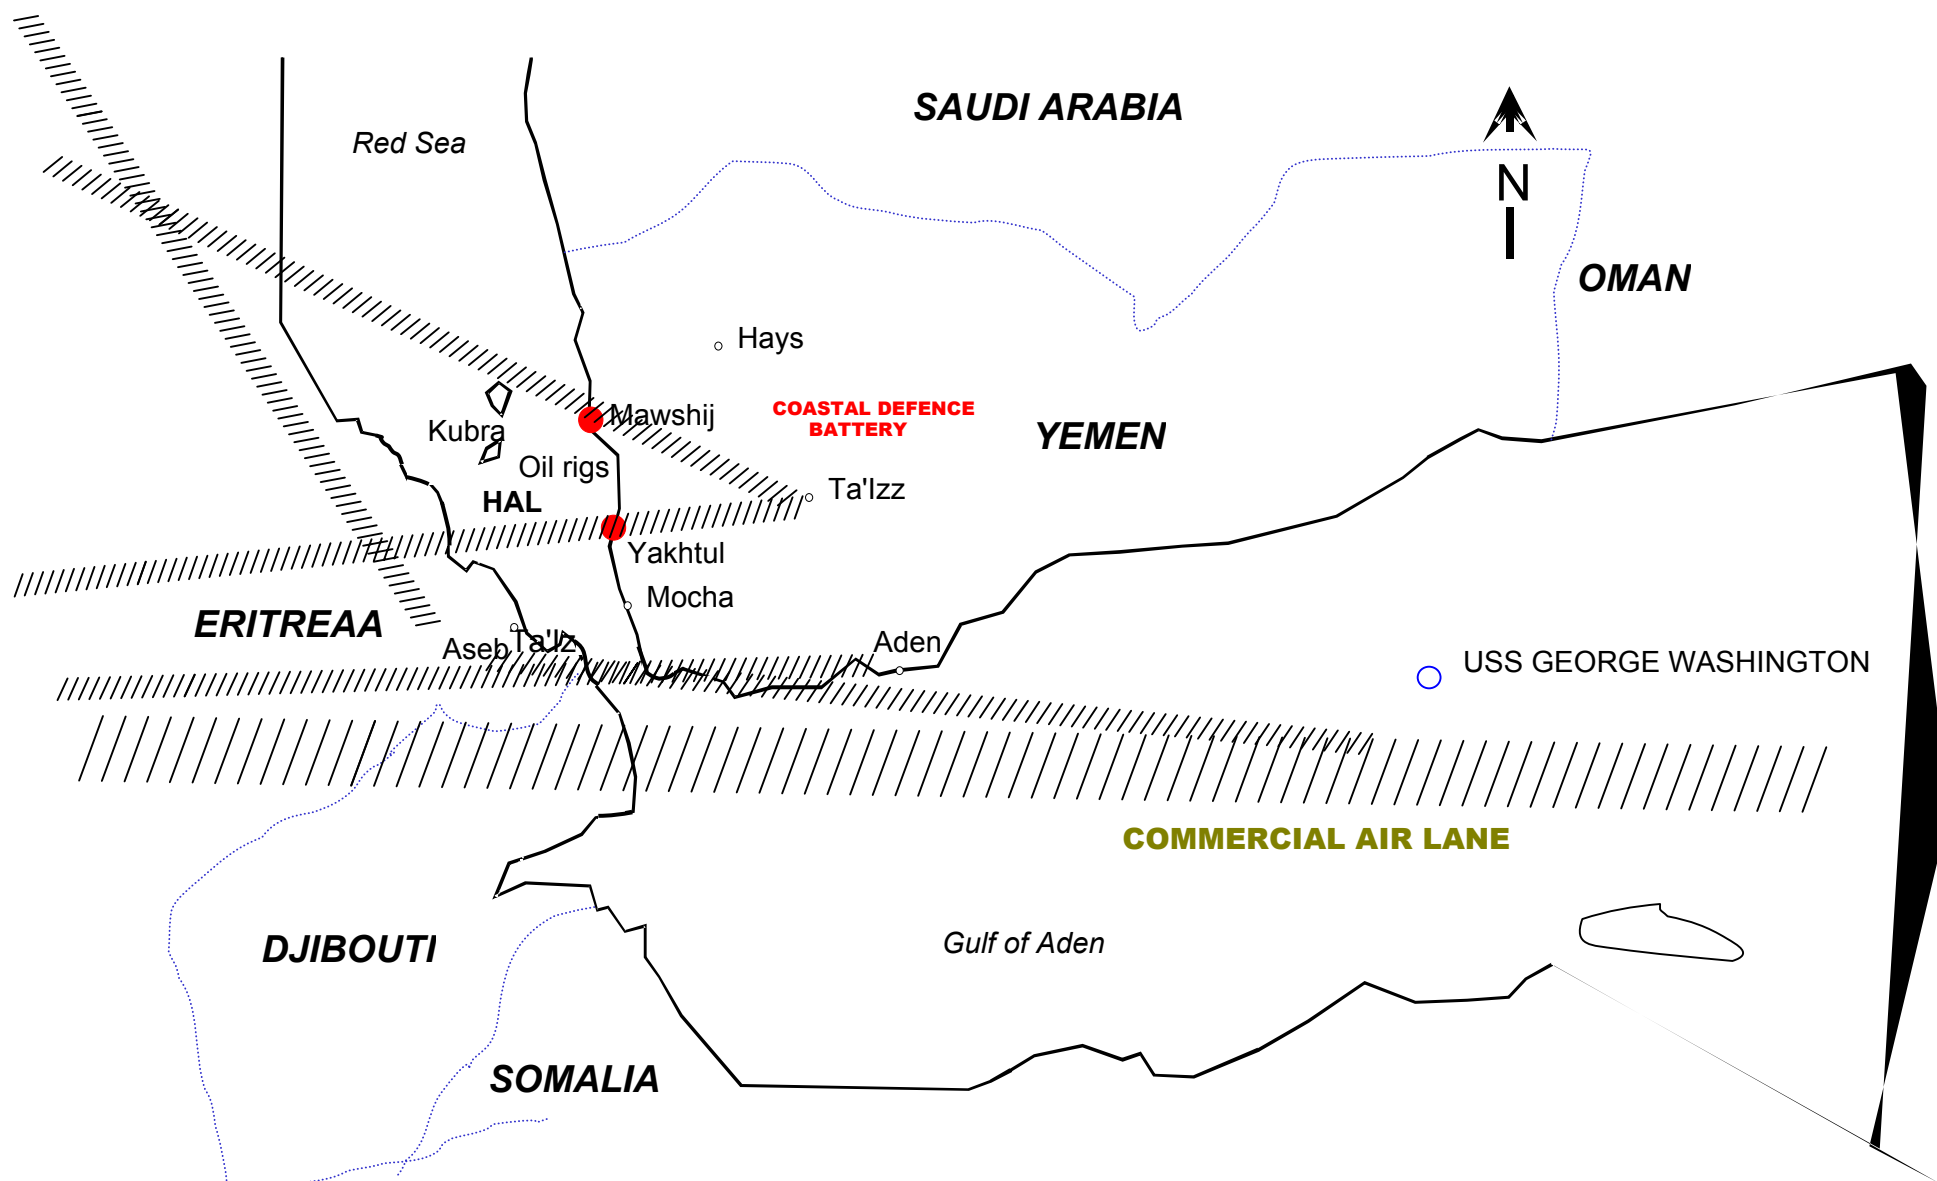 SAUDI ARABIA
Red Sea
N
OMAN
Hays
COASTAL DEFENCE
BATTERY
Mawshij
Kubra
YEMEN
Oil rigs
Ta'Izz
HAL
Yakhtul
Mocha
ERITREAA
Ta'Iz
Aseb
Aden
USS GEORGE WASHINGTON
COMMERCIAL AIR LANE
DJIBOUTI
Gulf of Aden
SOMALIA